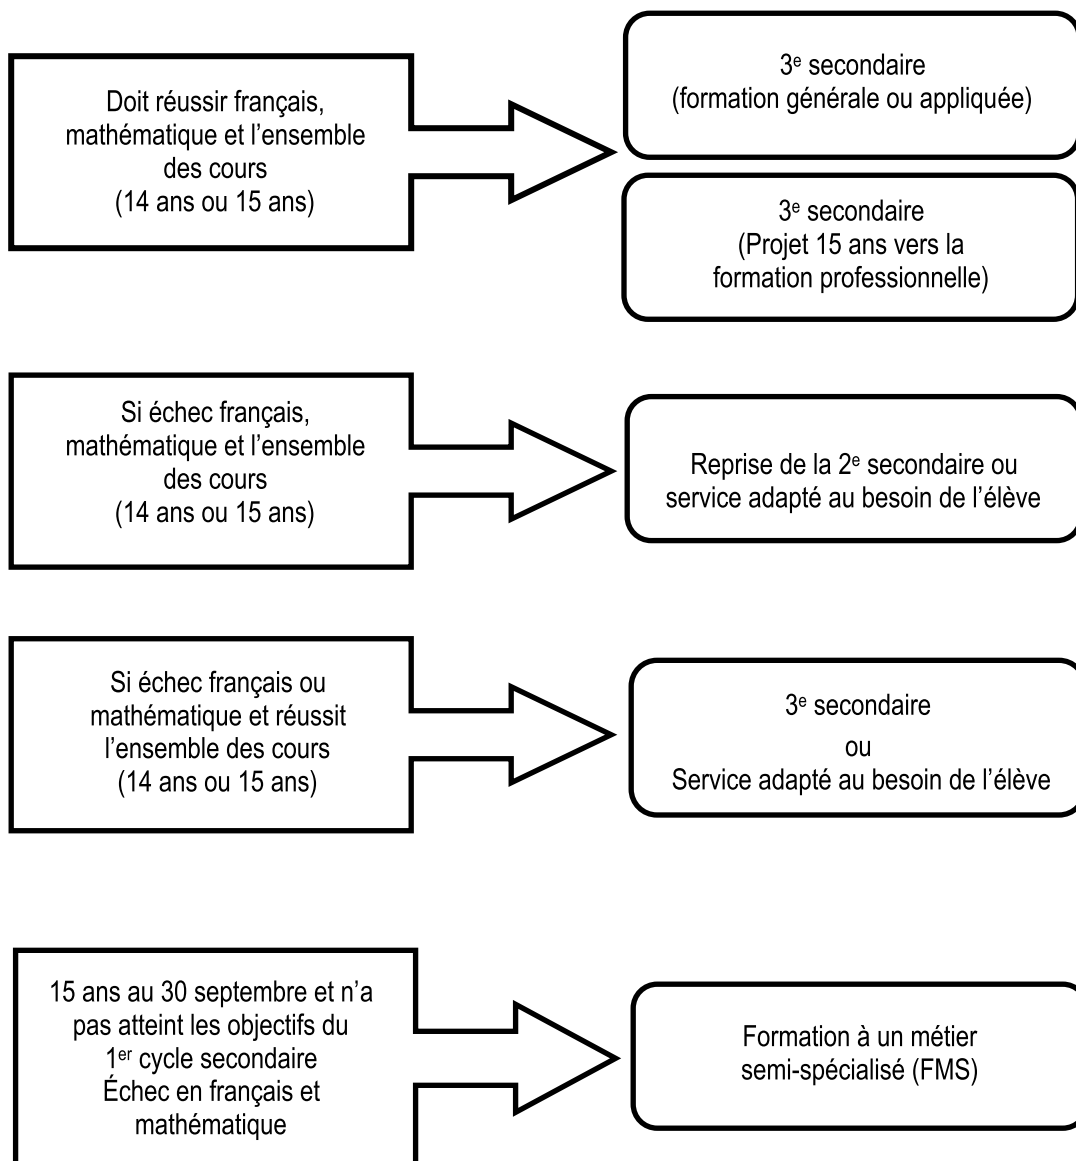 Doit réussir français,
mathématique et l’ensemble
des cours
(14 ans ou 15 ans)
3e secondaire
(formation générale ou appliquée)
3e secondaire
(Projet 15 ans vers la
formation professionnelle)
Si échec français,
mathématique et l’ensemble
des cours
(14 ans ou 15 ans)
Reprise de la 2e secondaire ou
service adapté au besoin de l’élève
Si échec français ou
mathématique et réussit
l’ensemble des cours
(14 ans ou 15 ans)
3e secondaire
ou
Service adapté au besoin de l’élève
15 ans au 30 septembre et n’a
pas atteint les objectifs du
1er cycle secondaire
Échec en français et
mathématique
Formation à un métier
semi-spécialisé (FMS)